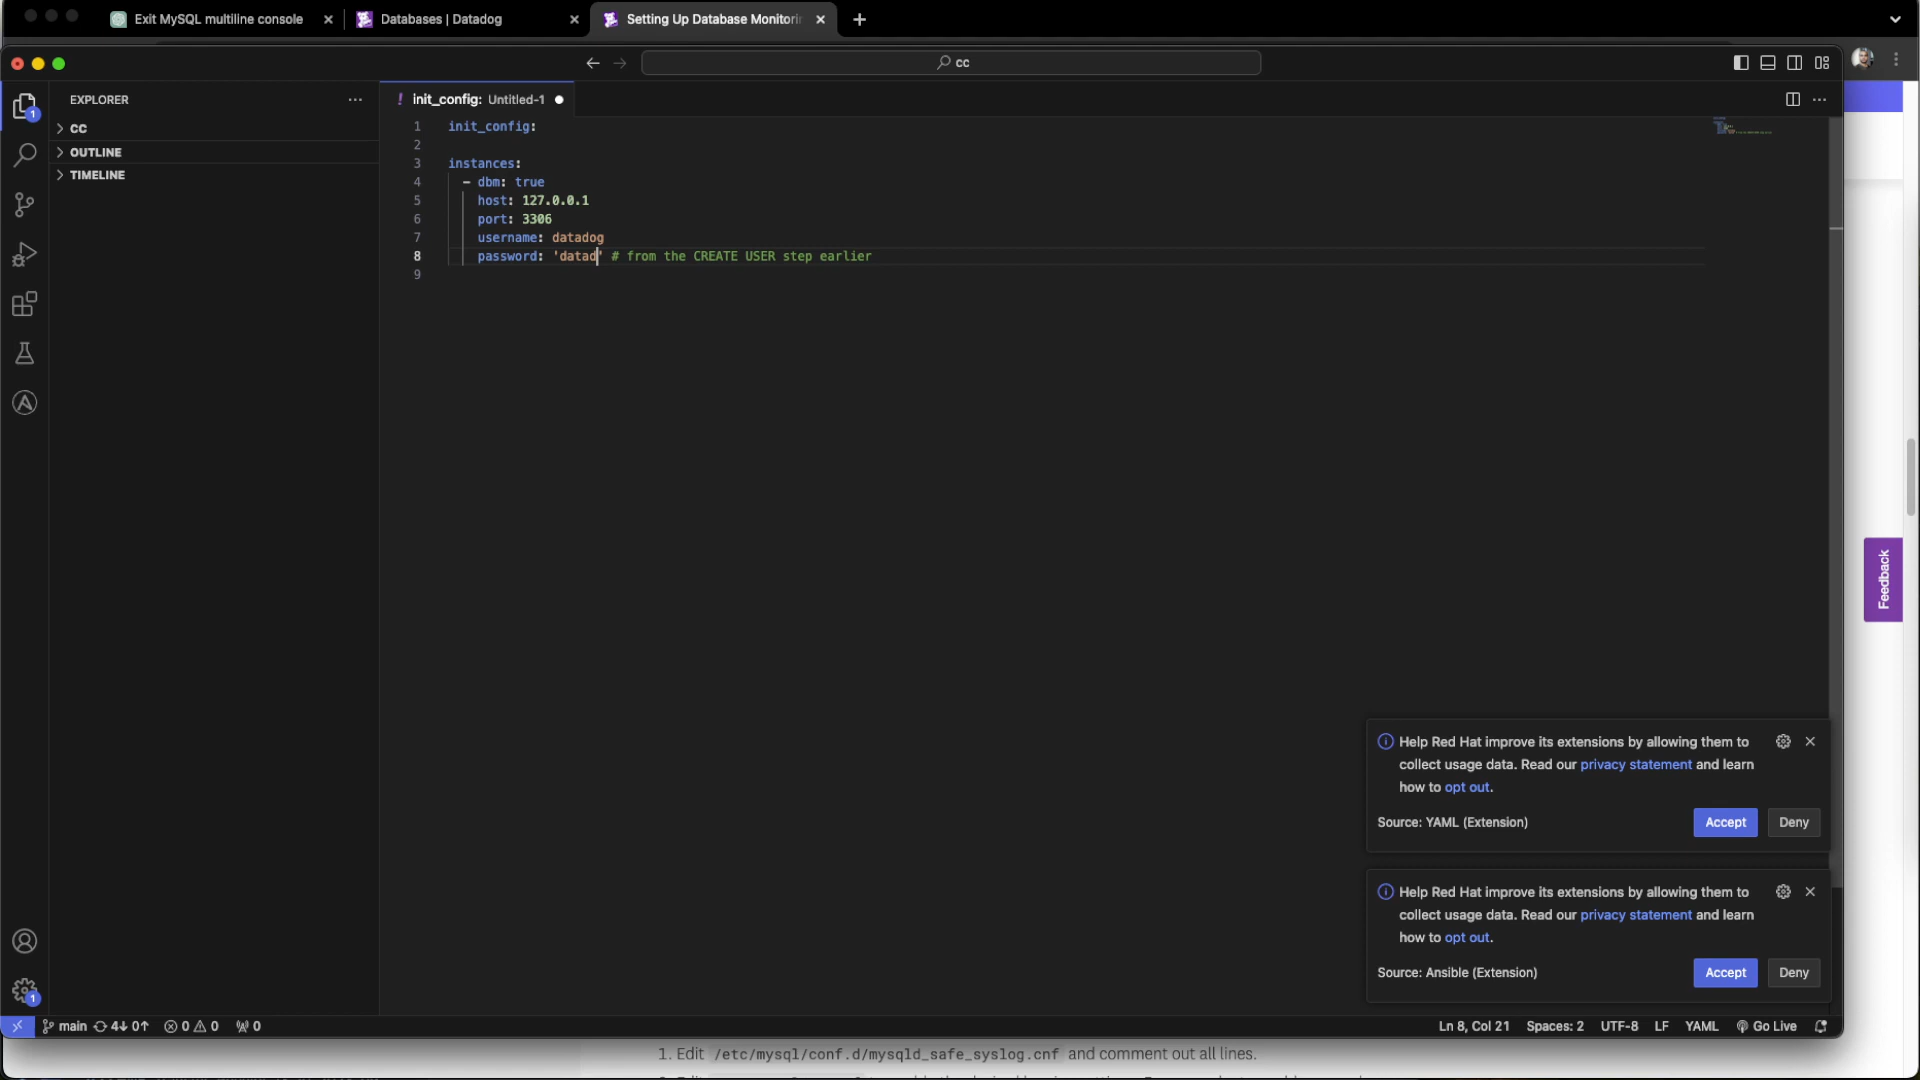 Exit MySQL multiline console
Databases | Datadog
Setting Up Database Monitorin
cc
EXPLORER
init_config: Untitled-1
CC
OUTLINE
TIMELINE
1 init_config:
2
3 instances:
4 - dbm: true
5 host: 127.0.0.1
6 port: 3306
7 username: datadog
8 password: 'datad' # from the CREATE USER step earlier
9
1
Feedback
Help Red Hat improve its extensions by allowing them to
collect usage data. Read our privacy statement and learn
how to opt out.
Source: YAML (Extension)
Accept
Deny
Help Red Hat improve its extensions by allowing them to
collect usage data. Read our privacy statement and learn
how to opt out.
Source: Ansible (Extension)
Accept
Deny
1
main 4↓ 0↑ 0 0 0
Ln 8, Col 21 Spaces: 2 UTF-8 LF YAML Go Live
1. Edit /etc/mysql/conf.d/mysqld_safe_syslog.cnf and comment out all lines.